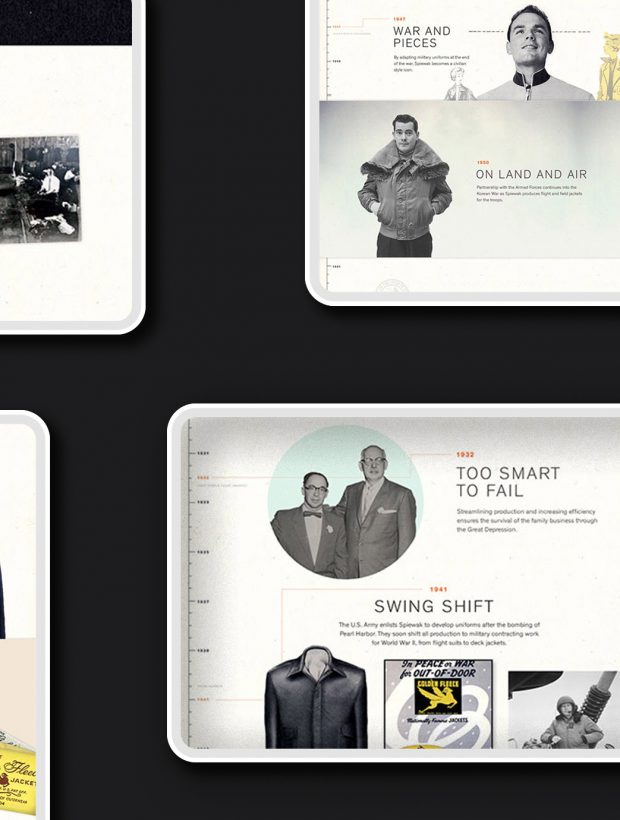 1947
WAR AND
PIECES
By adapting military uniforms at the end
of the war, Spiewak becomes a civilian
style icon.
1950
ON LAND AND AIR
Partnership with the Armed Forces continues into the
Korean War as Spiewak produces flight and field jackets
for the troops.
1951
1931
1932
TOO SMART
TO FAIL
Streamlining production and increasing efficiency
ensures the survival of the family business through
the Great Depression.
1932
1933
1935
1937
1941
SWING SHIFT
The U.S. Army enlists Spiewak to develop uniforms after the bombing of
Pearl Harbor. They soon shift all production to military contracting work
for World War II, from flight suits to deck jackets.
1941
In PEACE or WAR
for OUT-OF-DOOR
GOLDEN FLEECE
Nationally Famous JACKETS
JACKET